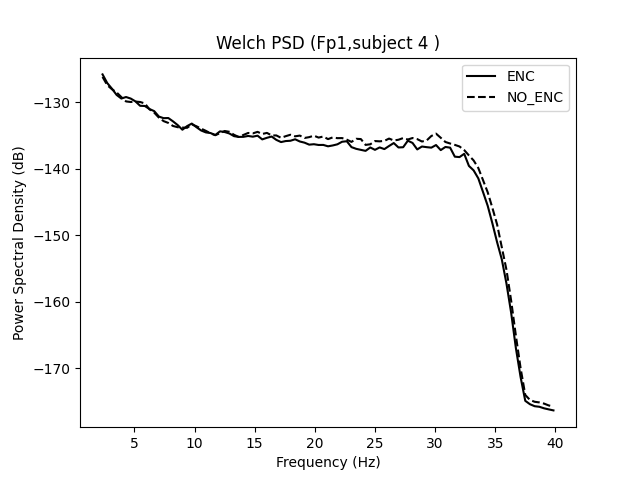 Welch PSD (Fp1,subject 4 )
ENC
NO_ENC
Power Spectral Density (dB)
−130
−140
−150
−160
−170
5 10 15 20 25 30 35 40
Frequency (Hz)